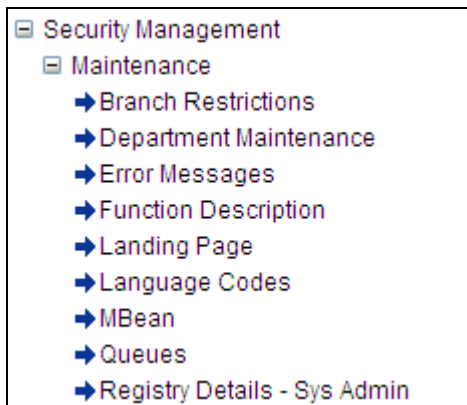 Security Management
Maintenance
Branch Restrictions
Department Maintenance
Error Messages
Function Description
Landing Page
Language Codes
MBean
Queues
Registry Details - Sys Admin